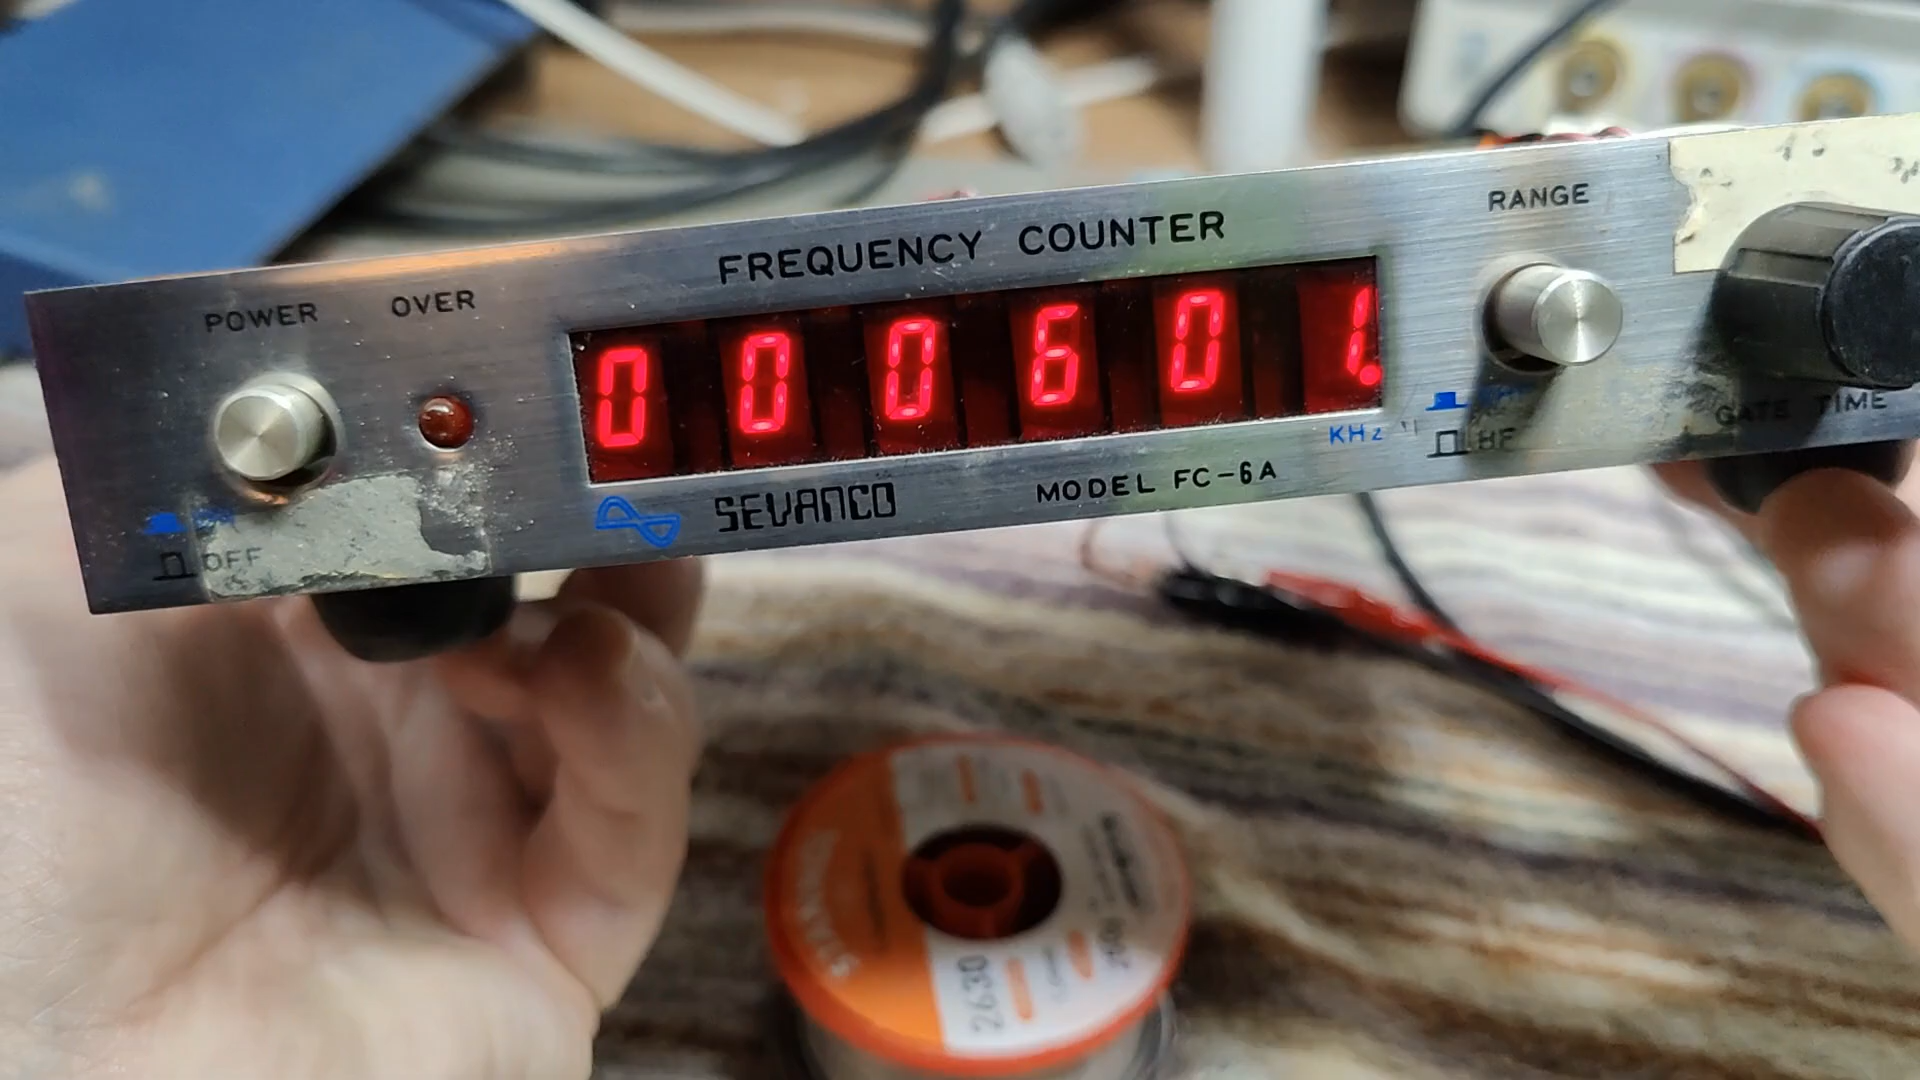 FREQUENCY COUNTER
POWER
OVER
RANGE
000601.
KHz
HF
GATE TIME
SEVANCO
MODEL FC-6A
OFF
2630